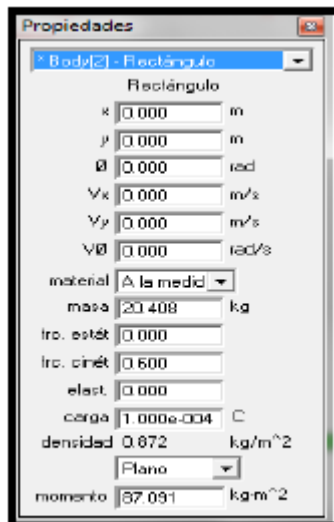 Propiedades
* Body[2] - Rectángulo
Rectángulo
x 0.000 m
y 0.000 m
Ø 0.000 rad
Vx 0.000 m/s
Vy 0.000 m/s
VØ 0.000 rad/s
material A la medid
masa 20.408 kg
frc. estát 0.000
frc. cinét 0.600
elast. 0.000
carga 1.000e-004 C
densidad 0.872 kg/m^2
Plano
momento 87.091 kg-m^2